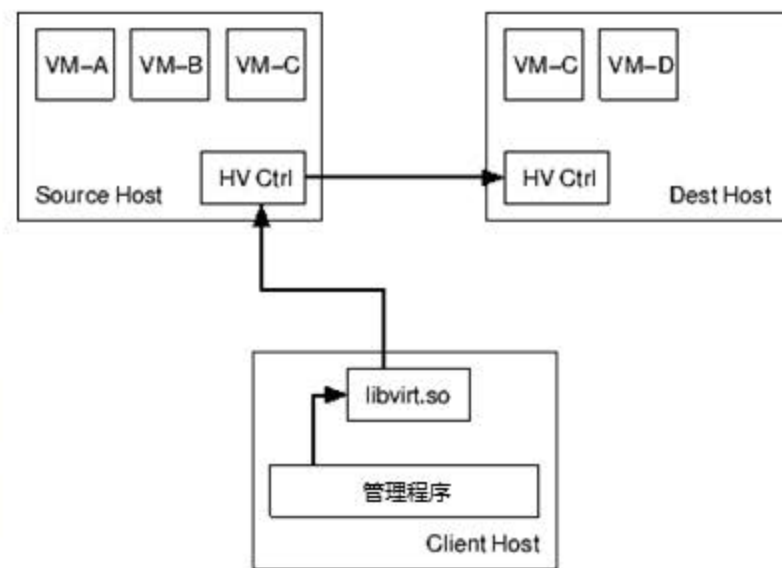 VM-A
VM-B
VM-C
HV Ctrl
Source Host
VM-C
VM-D
HV Ctrl
Dest Host
libvirt.so
管理程序
Client Host